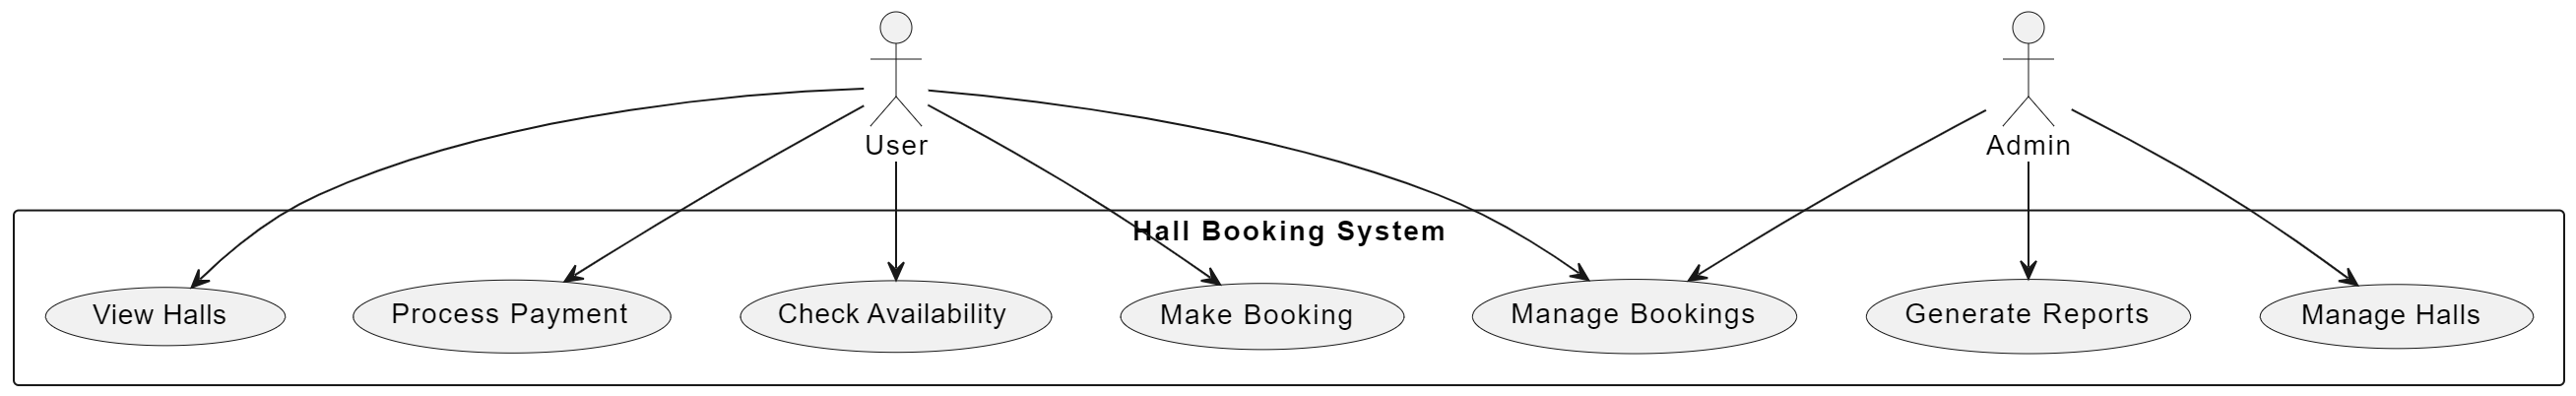 User
Admin
Hall Booking System
View Halls
Process Payment
Check Availability
Make Booking
Manage Bookings
Generate Reports
Manage Halls